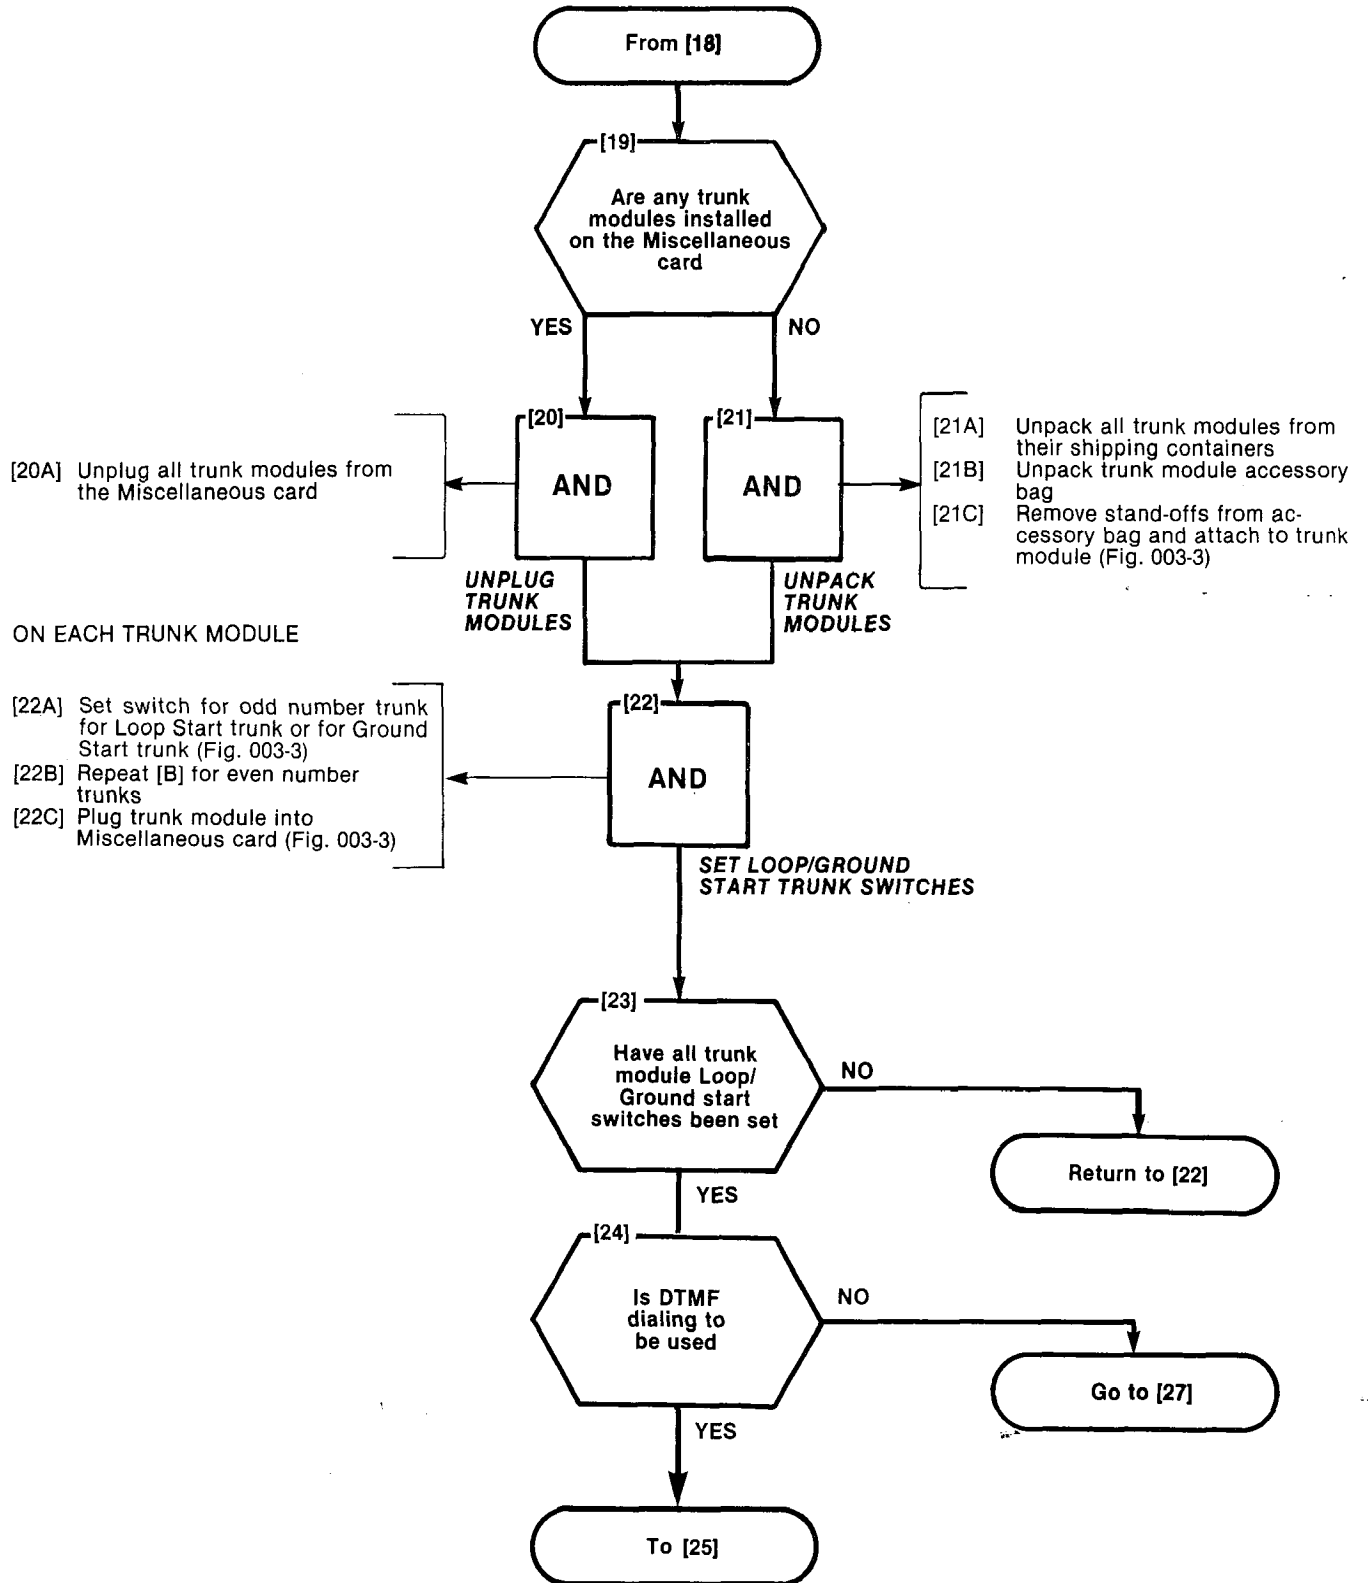 From [18]
[19]
Are any trunk
modules installed
on the Miscellaneous
card
YES
NO
[20]
AND
[21]
AND
[20A] Unplug all trunk modules from
the Miscellaneous card
[21A] Unpack all trunk modules from
their shipping containers
[21B] Unpack trunk module accessory
bag
[21C] Remove stand-offs from ac-
cessory bag and attach to trunk
module (Fig. 003-3)
UNPLUG
TRUNK
MODULES
UNPACK
TRUNK
MODULES
ON EACH TRUNK MODULE
[22A] Set switch for odd number trunk
for Loop Start trunk or for Ground
Start trunk (Fig. 003-3)
[22B] Repeat [B] for even number
trunks
[22C] Plug trunk module into
Miscellaneous card (Fig. 003-3)
[22]
AND
SET LOOP/GROUND
START TRUNK SWITCHES
[23]
Have all trunk
module Loop/
Ground start
switches been set
NO
Return to [22]
YES
[24]
Is DTMF
dialing to
be used
NO
Go to [27]
YES
To [25]